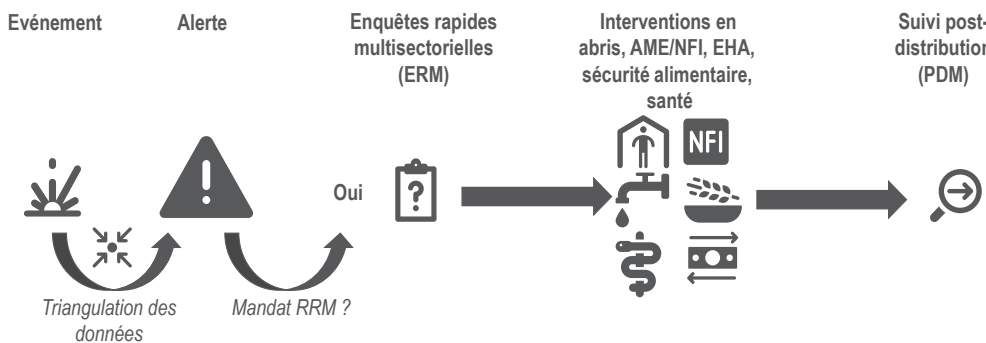 Evénement
Alerte
Enquêtes rapides
multisectorielles
(ERM)
Interventions en
abris, AME/NFI, EHA,
sécurité alimentaire,
santé
Suivi post-
distribution
(PDM)
NFI
Oui
?
Triangulation des
données
Mandat RRM ?